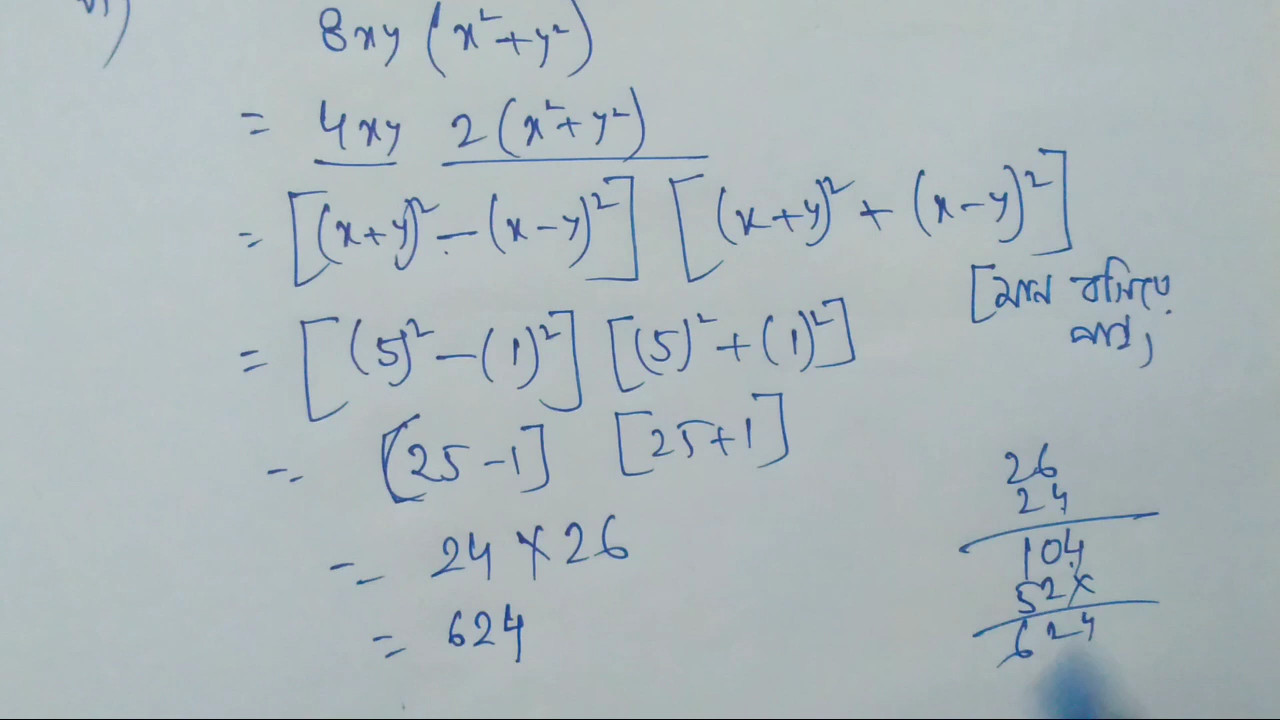 vi)
8xy (x²+y²)
= 4xy 2(x²+y²)
= [(x+y)² - (x-y)²] [(x+y)² + (x-y)²]
[মান বসিয়ে
পাই,
= [(5)² - (1)²] [(5)² + (1)²]
= [25-1] [25+1]
= 24 × 26
= 624
26
24
104
52×
624